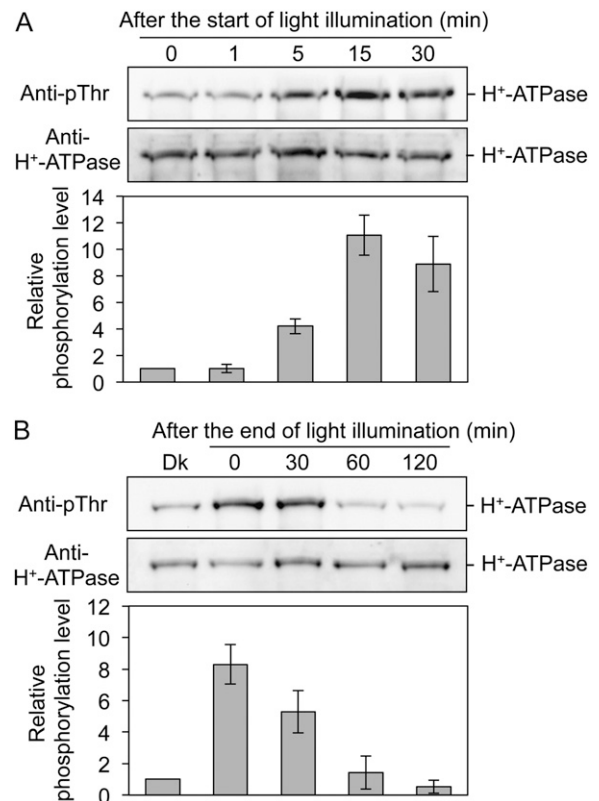 A
After the start of light illumination (min)
0 1 5 15 30
Anti-pThr
H⁺-ATPase
Anti-
H⁺-ATPase
H⁺-ATPase
Relative
phosphorylation level
14
12
10
8
6
4
2
0
B
After the end of light illumination (min)
Dk 0 30 60 120
Anti-pThr
H⁺-ATPase
Anti-
H⁺-ATPase
H⁺-ATPase
Relative
phosphorylation level
12
10
8
6
4
2
0